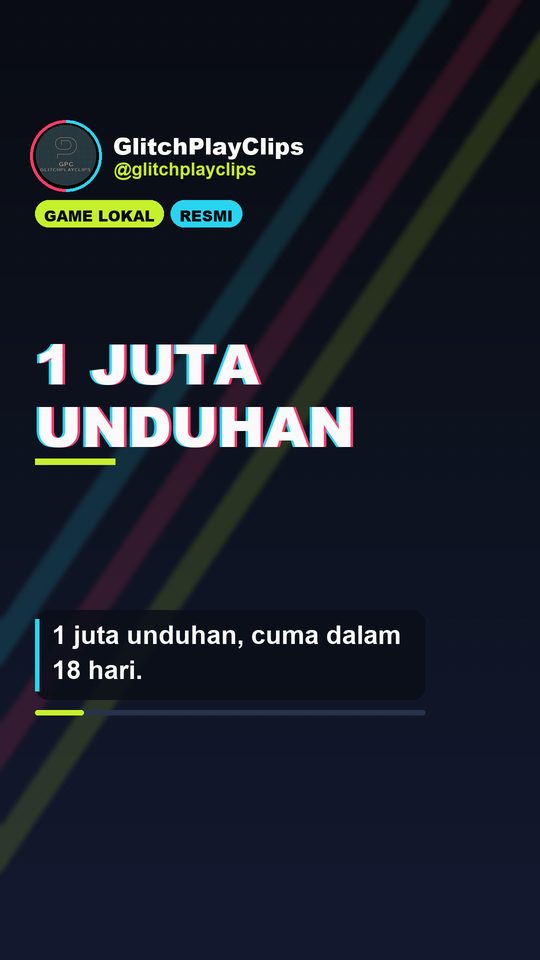 GPC
GLITCHPLAYCLIPS
GlitchPlayClips
@glitchplayclips
GAME LOKAL
RESMI
1 JUTA
UNDUHAN
1 juta unduhan, cuma dalam
18 hari.